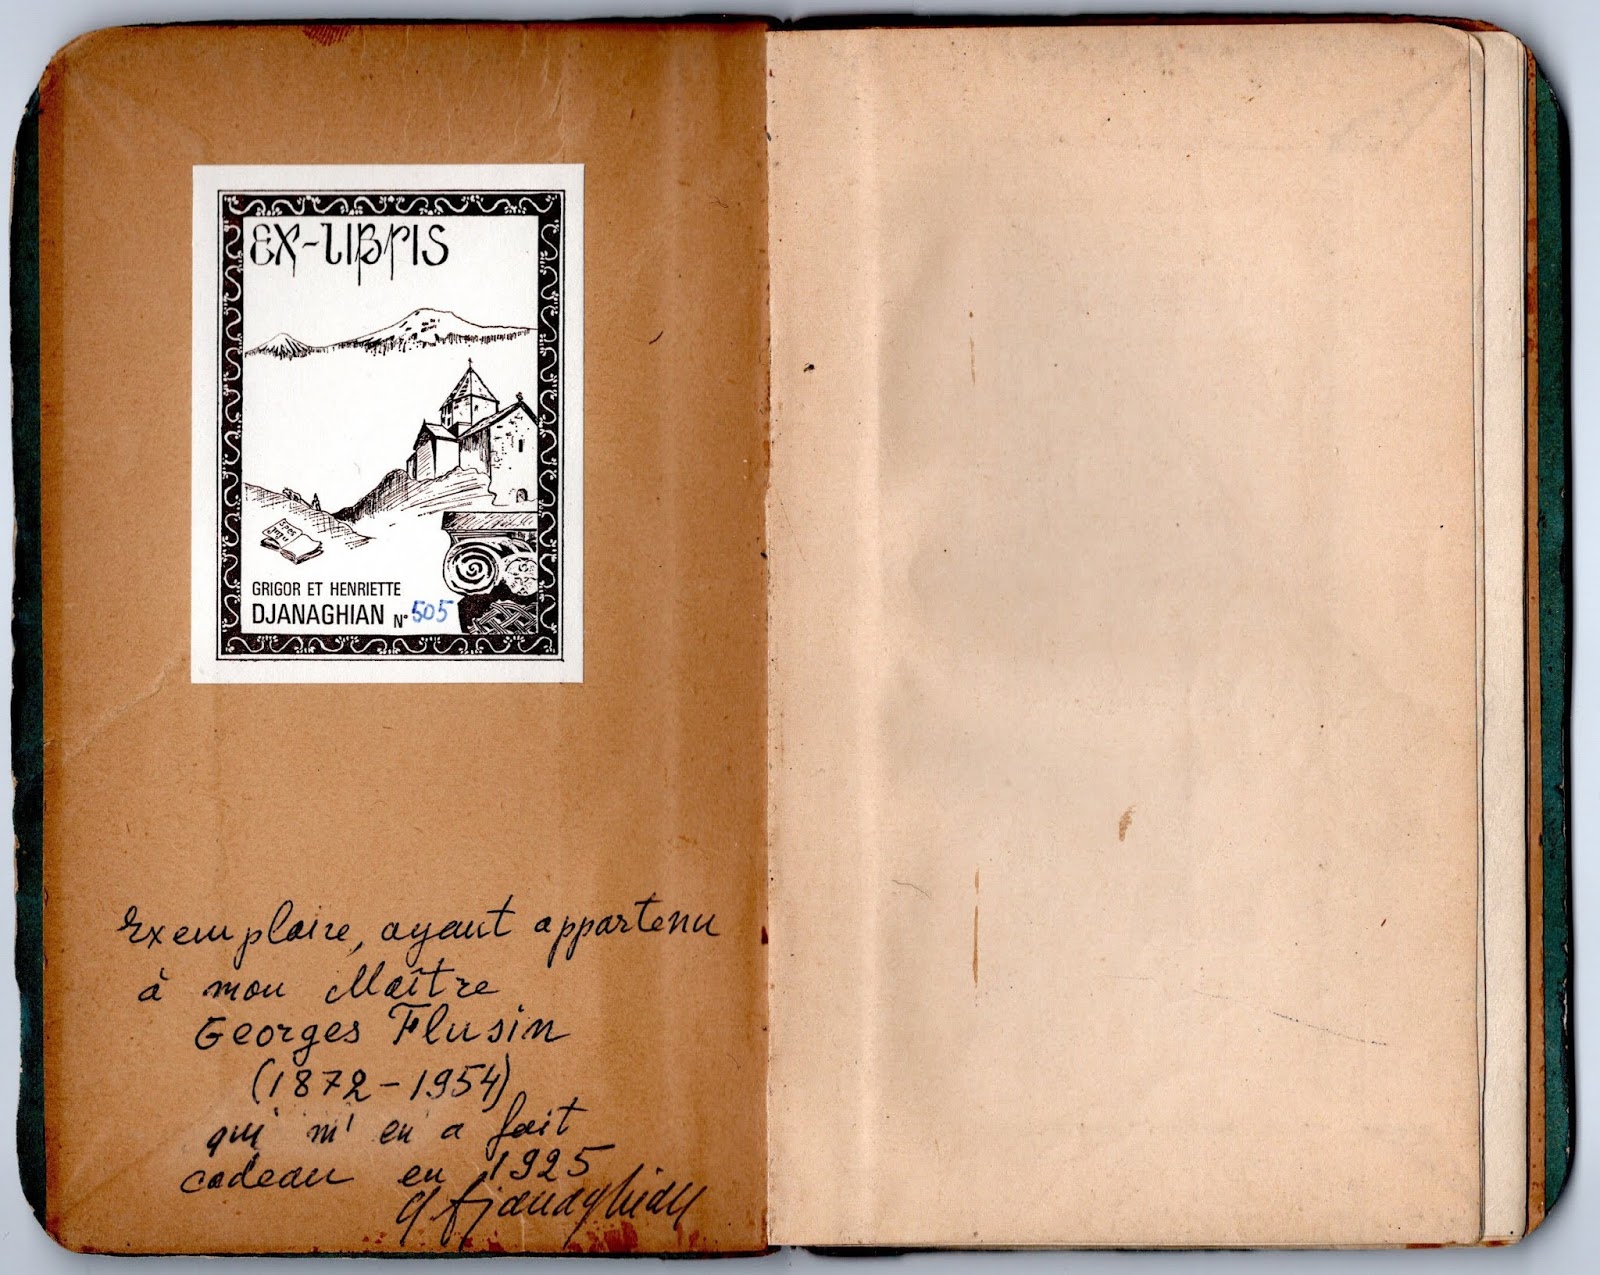 EX-LIBRIS
GRIGOR ET HENRIETTE
DJANAGHIAN N° 505
Exemplaire, ayant appartenu
à mon Maître
Georges Flusin
(1872-1954)
qui m'en a fait
cadeau en 1925
G Djanaghian